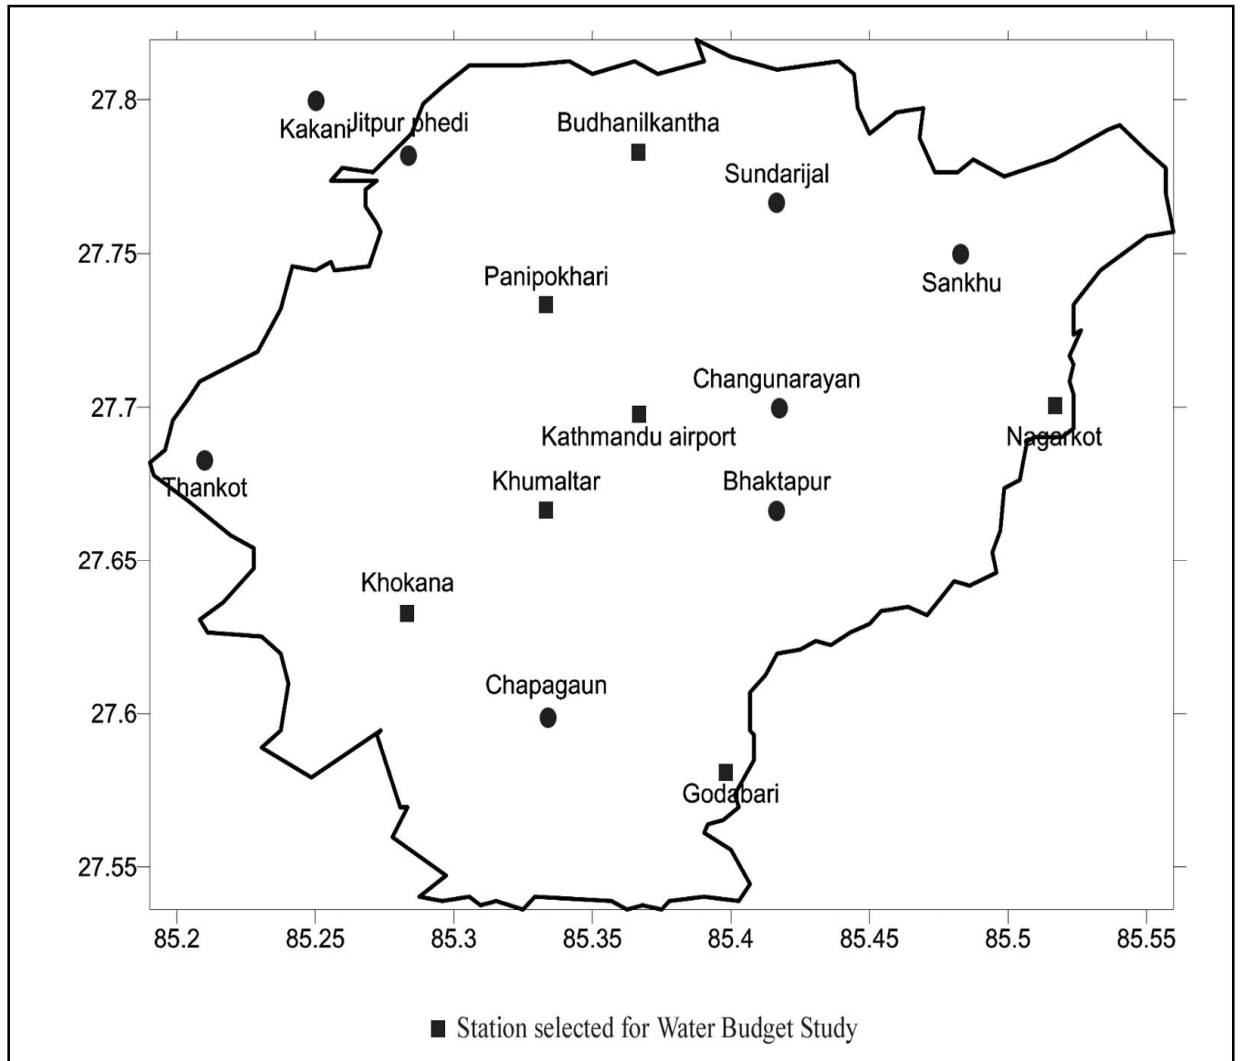 27.8
Kakani
Jitpur phedi
Budhanilkantha
Sundarijal
27.75
Sankhu
Panipokhari
Changunarayan
27.7
Kathmandu airport
Nagarkot
Thankot
Khumaltar
Bhaktapur
27.65
Khokana
Chapagaun
27.6
Godabari
27.55
85.2 85.25 85.3 85.35 85.4 85.45 85.5 85.55
Station selected for Water Budget Study